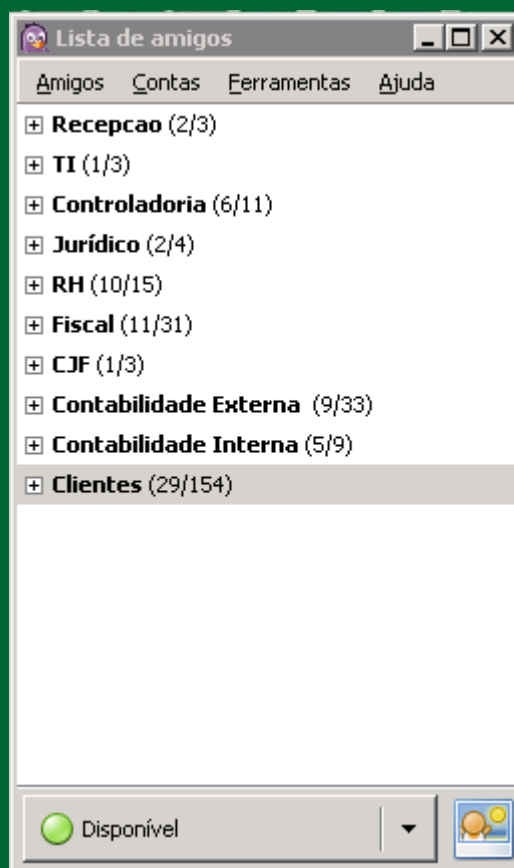 Lista de amigos
Amigos Contas Ferramentas Ajuda
Recepcao (2/3)
TI (1/3)
Controladoria (6/11)
Jurídico (2/4)
RH (10/15)
Fiscal (11/31)
CJF (1/3)
Contabilidade Externa (9/33)
Contabilidade Interna (5/9)
Clientes (29/154)
Disponível